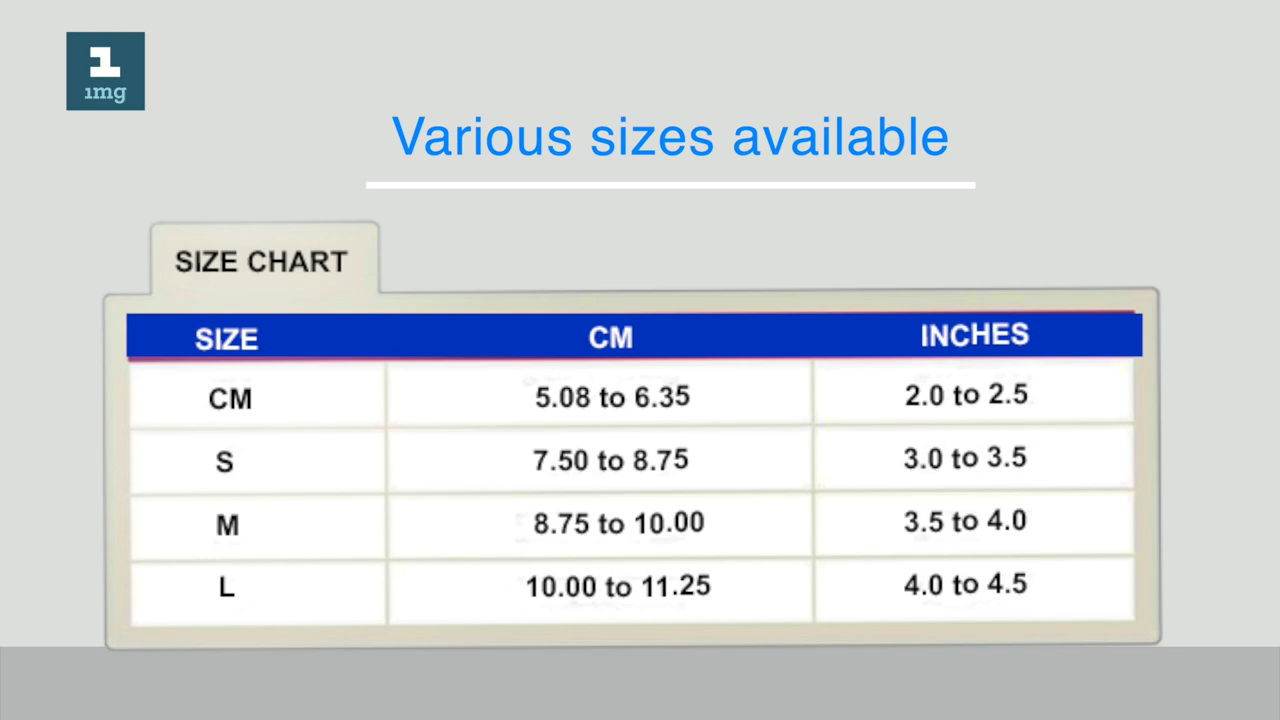 1
1mg
Various sizes available
SIZE CHART
SIZE CM INCHES
CM 5.08 to 6.35 2.0 to 2.5
S 7.50 to 8.75 3.0 to 3.5
M 8.75 to 10.00 3.5 to 4.0
L 10.00 to 11.25 4.0 to 4.5